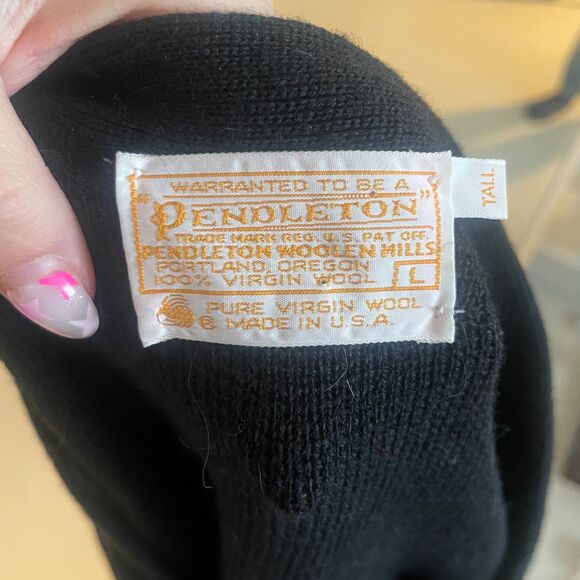 WARRANTED TO BE A
"PENDLETON"
TRADE MARK REG. U.S. PAT OFF.
PENDLETON WOOLEN MILLS
PORTLAND, OREGON
100% VIRGIN WOOL
L
PURE VIRGIN WOOL
® MADE IN U.S.A.
TALL